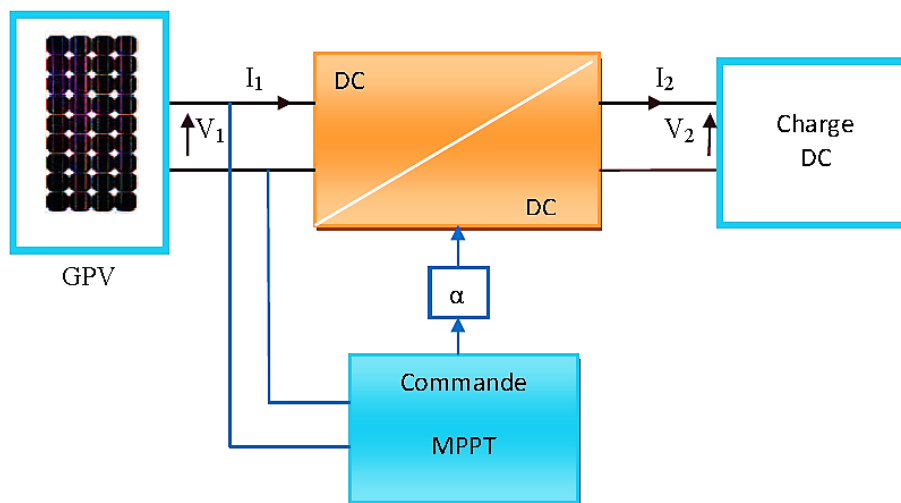 I₁
DC
I₂
V₁
V₂
Charge
DC
DC
GPV
α
Commande
MPPT